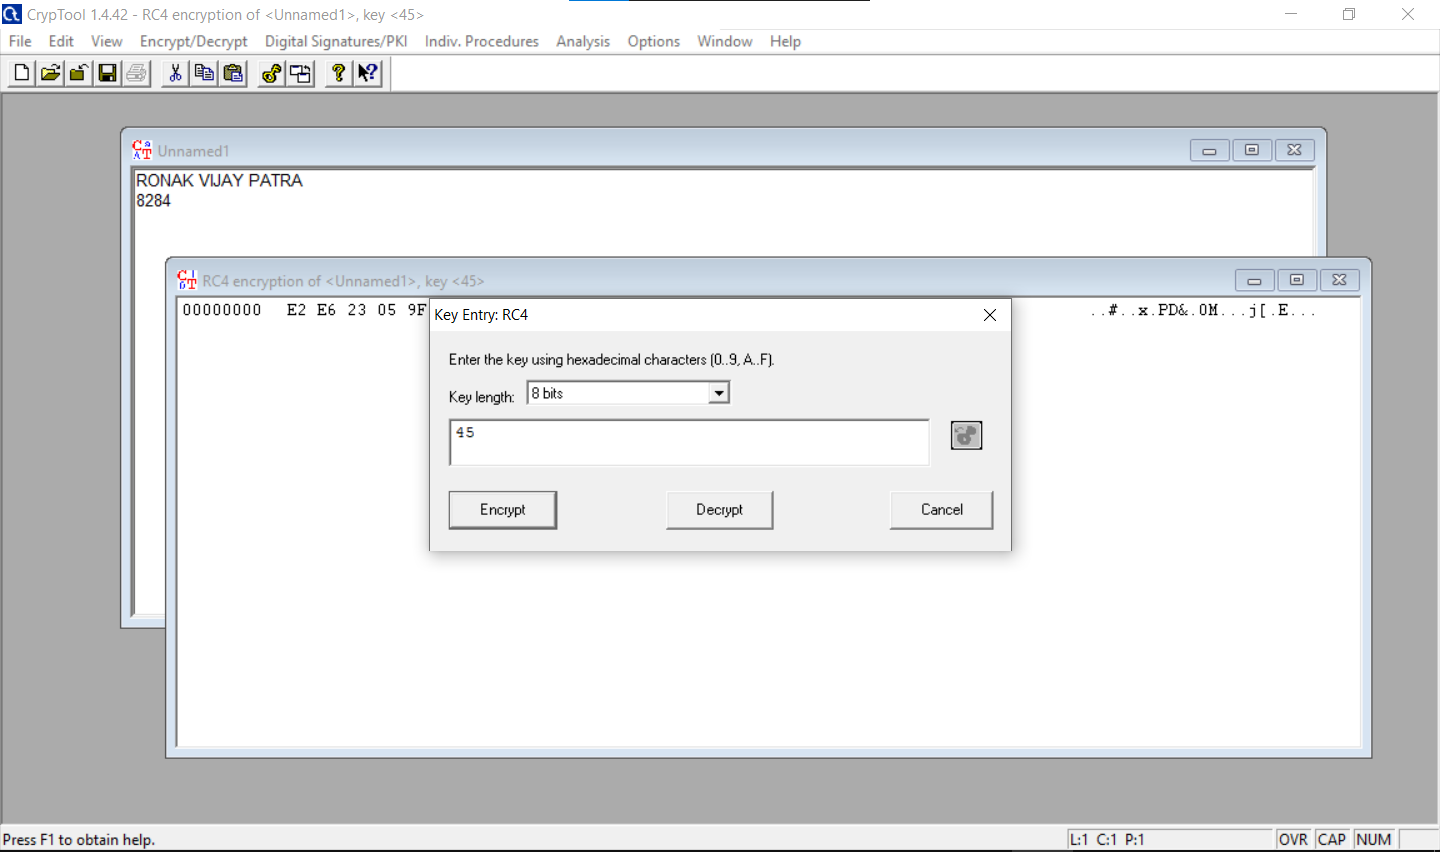 CrypTool 1.4.42 - RC4 encryption of <Unnamed1>, key <45>
File Edit View Encrypt/Decrypt Digital Signatures/PKI Indiv. Procedures Analysis Options Window Help
Unnamed1
RONAK VIJAY PATRA
8284
RC4 encryption of <Unnamed1>, key <45>
00000000 E2 E6 23 05 9F ..#..x.PD&.0M...j[.E...
Key Entry: RC4
Enter the key using hexadecimal characters (0..9, A..F).
Key length: 8 bits
45
Encrypt Decrypt Cancel
Press F1 to obtain help.
L:1 C:1 P:1 OVR CAP NUM